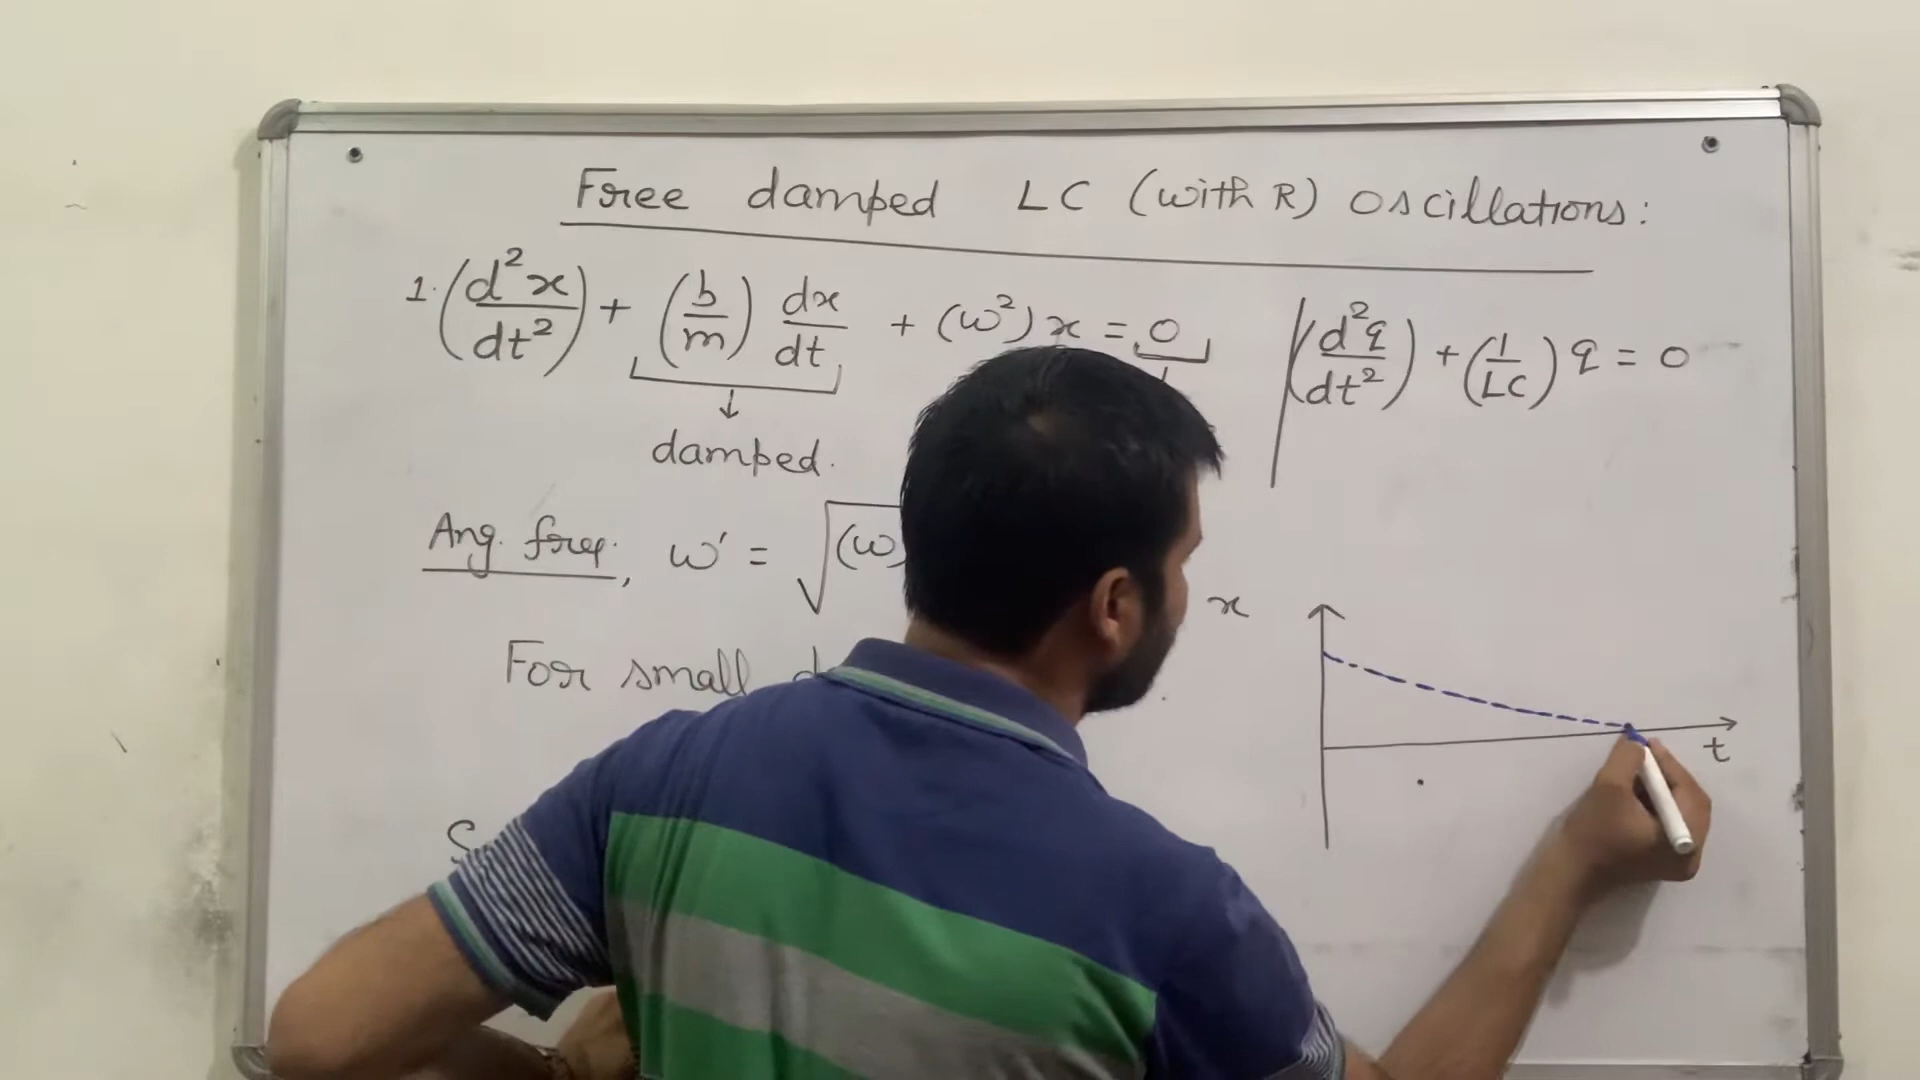 Free damped LC (with R) oscillations:
1. (d²x/dt²) + (b/m) dx/dt + (ω²) x = 0
(d²q/dt²) + (1/LC) q = 0
damped.
Ang. freq., ω' = √(ω
For small
x
t